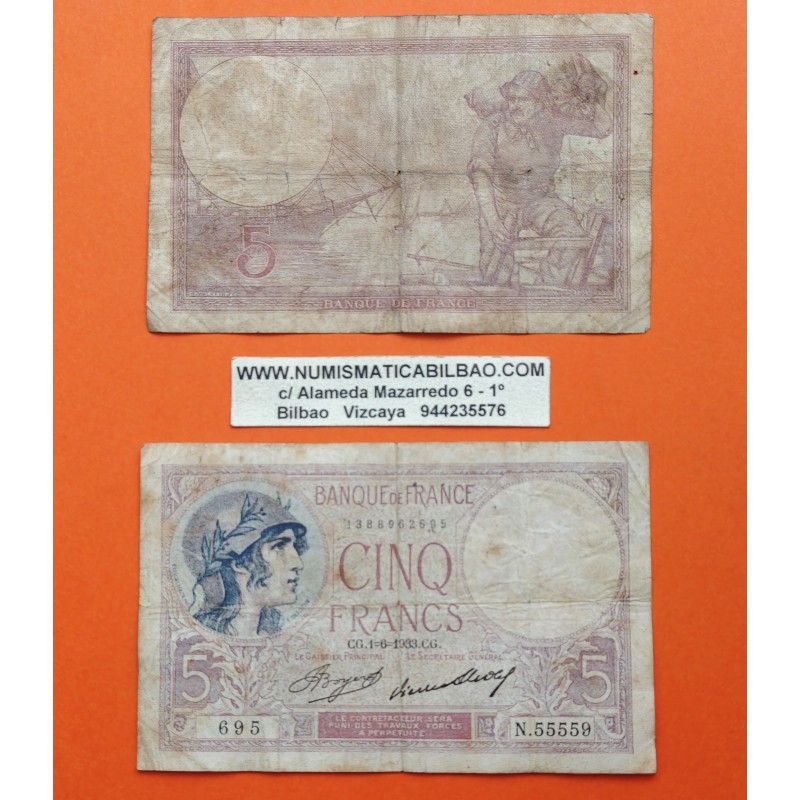 5
BANQUE DE FRANCE
WWW.NUMISMATICABILBAO.COM
c/ Alameda Mazarredo 6 - 1º
Bilbao Vizcaya 944235576
BANQUE DE FRANCE
1388962695
CINQ
FRANCS
CG.1=6=1933.CG.
LE CAISSIER PRINCIPAL LE SECRÉTAIRE GÉNÉRAL
5 5
695 N.55559
LE CONTREFACTEUR SERA
PUNI DES TRAVAUX FORCÉS
A PERPÉTUITÉ